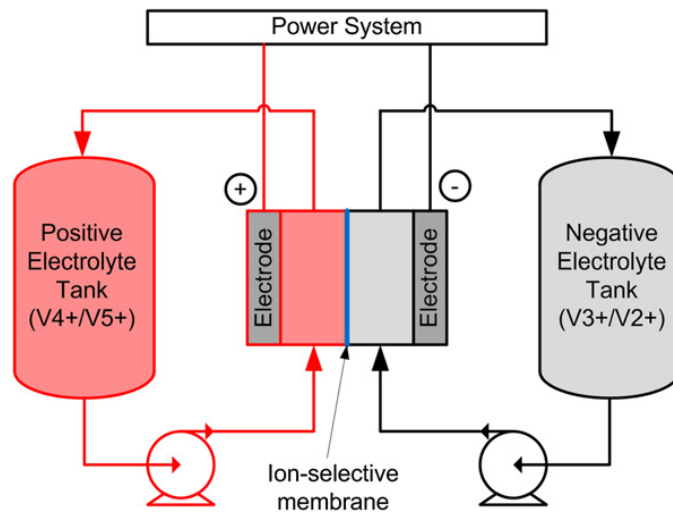 Power System
+
-
Positive
Electrolyte
Tank
(V4+/V5+)
Electrode
Electrode
Negative
Electrolyte
Tank
(V3+/V2+)
Ion-selective
membrane